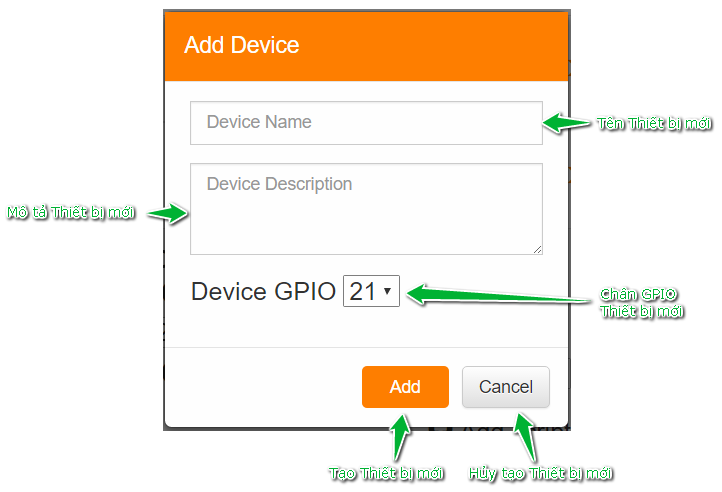 Add Device
Device Name
Tên Thiết bị mới
Device Description
Mô tả Thiết bị mới
Device GPIO 21
Chân GPIO
Thiết bị mới
Add
Cancel
Tạo Thiết bị mới
Hủy tạo Thiết bị mới